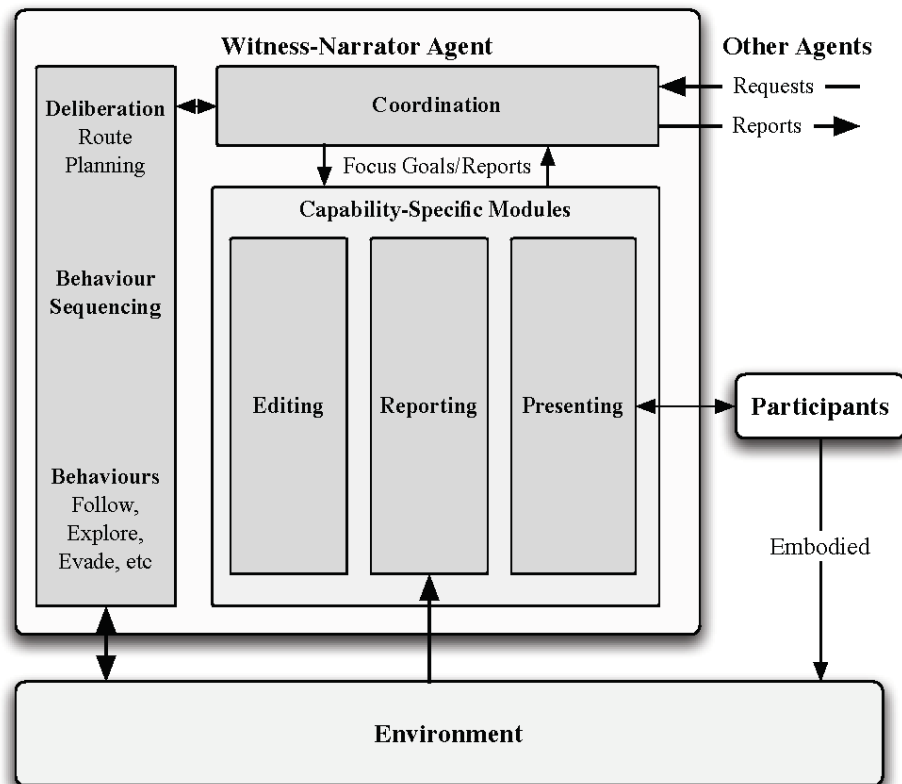 Witness-Narrator Agent
Other Agents
Deliberation
Route
Planning
Coordination
Requests
Reports
Focus Goals/Reports
Capability-Specific Modules
Behaviour
Sequencing
Editing
Reporting
Presenting
Participants
Behaviours
Follow,
Explore,
Evade, etc
Embodied
Environment